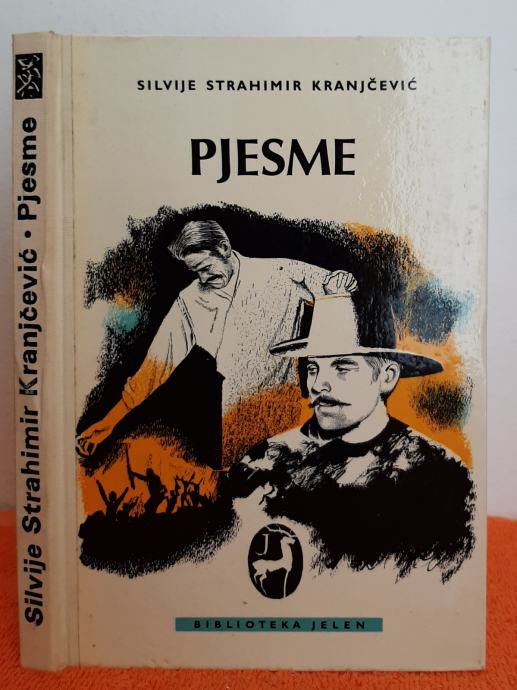 SILVIJE STRAHIMIR KRANJČEVIĆ
PJESME
J
BIBLIOTEKA JELEN
Silvije Strahimir Kranjčević • Pjesme